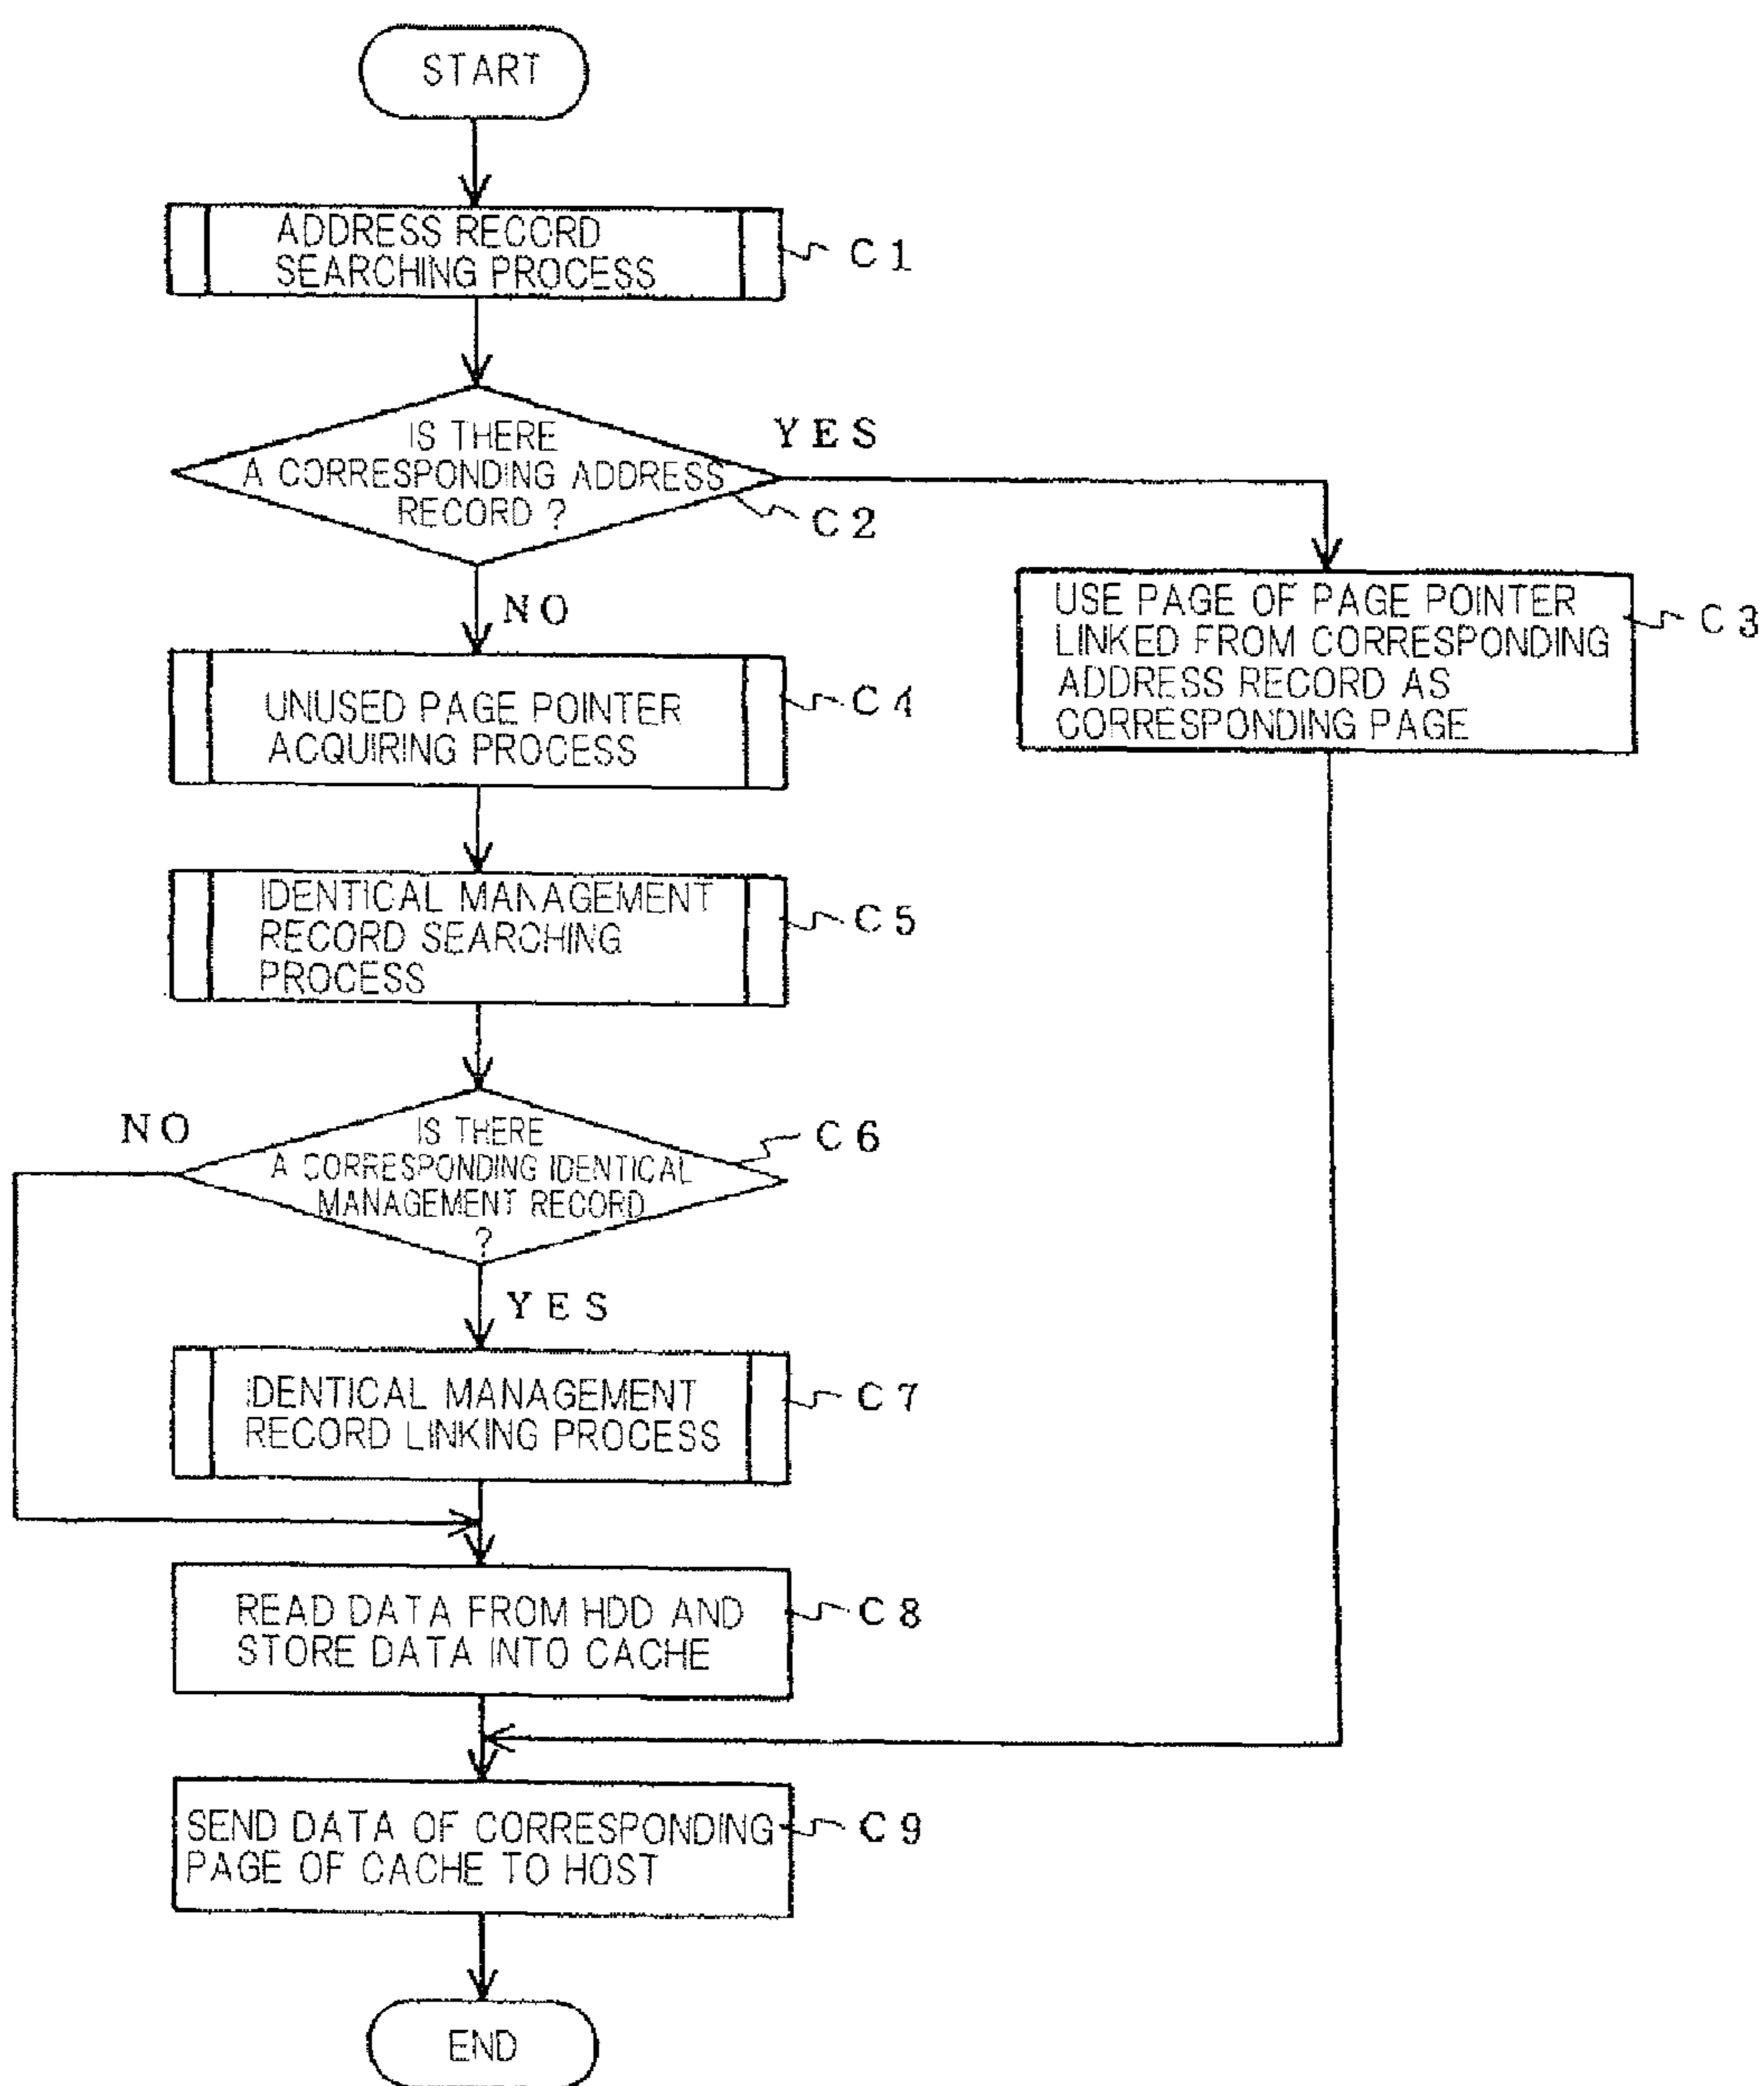 START
ADDRESS RECORD
SEARCHING PROCESS
C1
IS THERE
A CORRESPONDING ADDRESS
RECORD ?
C2
YES
NO
USE PAGE OF PAGE POINTER
LINKED FROM CORRESPONDING
ADDRESS RECORD AS
CORRESPONDING PAGE
C3
UNUSED PAGE POINTER
ACQUIRING PROCESS
C4
IDENTICAL MANAGEMENT
RECORD SEARCHING
PROCESS
C5
NO
IS THERE
A CORRESPONDING IDENTICAL
MANAGEMENT RECORD
?
C6
YES
IDENTICAL MANAGEMENT
RECORD LINKING PROCESS
C7
READ DATA FROM HDD AND
STORE DATA INTO CACHE
C8
SEND DATA OF CORRESPONDING
PAGE OF CACHE TO HOST
C9
END